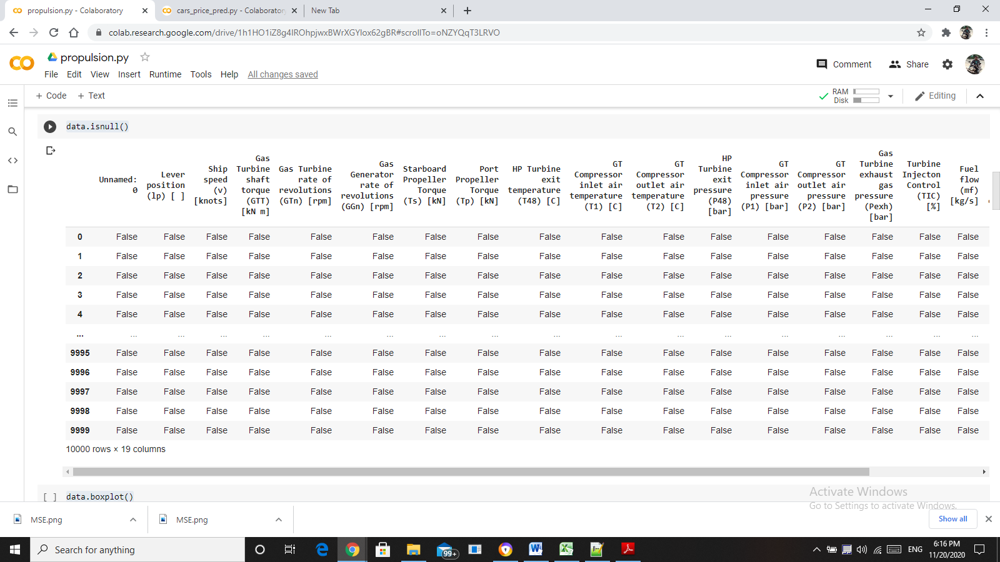 propulsion.py - Colaboratory
cars_price_pred.py - Colaboratory
New Tab
colab.research.google.com/drive/1h1HO1iZ8g4IROhpjwxBWrXGYlox62gBR#scrollTo=oNZYQqT3LRVO
propulsion.py
Comment
Share
File Edit View Insert Runtime Tools Help All changes saved
+ Code + Text
RAM
Disk
Editing
data.isnull()
Unnamed: 0
Lever position (lp) [ ]
Ship speed (v) [knots]
Gas Turbine shaft torque (GTT) [kN m]
Gas Turbine rate of revolutions (GTn) [rpm]
Gas Generator rate of revolutions (GGn) [rpm]
Starboard Propeller Torque (Ts) [kN]
Port Propeller Torque (Tp) [kN]
HP Turbine exit temperature (T48) [C]
GT Compressor inlet air temperature (T1) [C]
GT Compressor outlet air temperature (T2) [C]
HP Turbine exit pressure (P48) [bar]
GT Compressor inlet air pressure (P1) [bar]
GT Compressor outlet air pressure (P2) [bar]
Gas Turbine exhaust gas pressure (Pexh) [bar]
Turbine Injecton Control (TIC) [%]
Fuel flow (mf) [kg/s]
0 False False False False False False False False False False False False False False False False False
1 False False False False False False False False False False False False False False False False False
2 False False False False False False False False False False False False False False False False False
3 False False False False False False False False False False False False False False False False False
4 False False False False False False False False False False False False False False False False False
... ... ... ... ... ... ... ... ... ... ... ... ... ... ... ... ... ...
9995 False False False False False False False False False False False False False False False False False
9996 False False False False False False False False False False False False False False False False False
9997 False False False False False False False False False False False False False False False False False
9998 False False False False False False False False False False False False False False False False False
9999 False False False False False False False False False False False False False False False False False
10000 rows × 19 columns
[ ] data.boxplot()
Activate Windows
Go to Settings to activate Windows.
MSE.png
MSE.png
Show all
Search for anything
99+
ENG
6:16 PM
11/20/2020